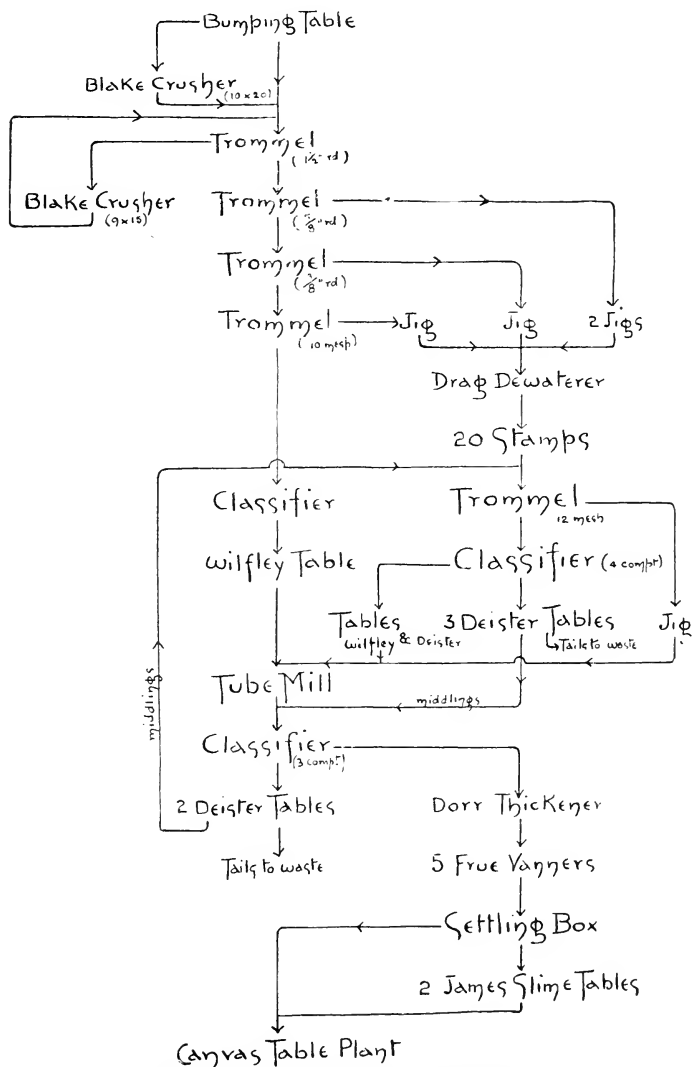 Bumping Table
Blake Crusher
(10 x 20)
Trommel
(1½" rd)
Blake Crusher
(9 x 15)
Trommel
(⅝" rd)
Trommel
(⅜" rd)
Trommel
(10 mesh)
Jig
Jig
2 Jigs
Drag Dewaterer
20 Stamps
Classifier
Trommel
12 mesh
Wilfley Table
Classifier (4 compt)
Tables
Wilfley & Deister
3 Deister Tables
Tails to waste
Jig
middlings
Tube Mill
middlings
Classifier
(3 compt)
2 Deister Tables
Dorr Thickener
Tails to waste
5 Frue Vanners
Settling Box
2 James Slime Tables
Canvas Table Plant